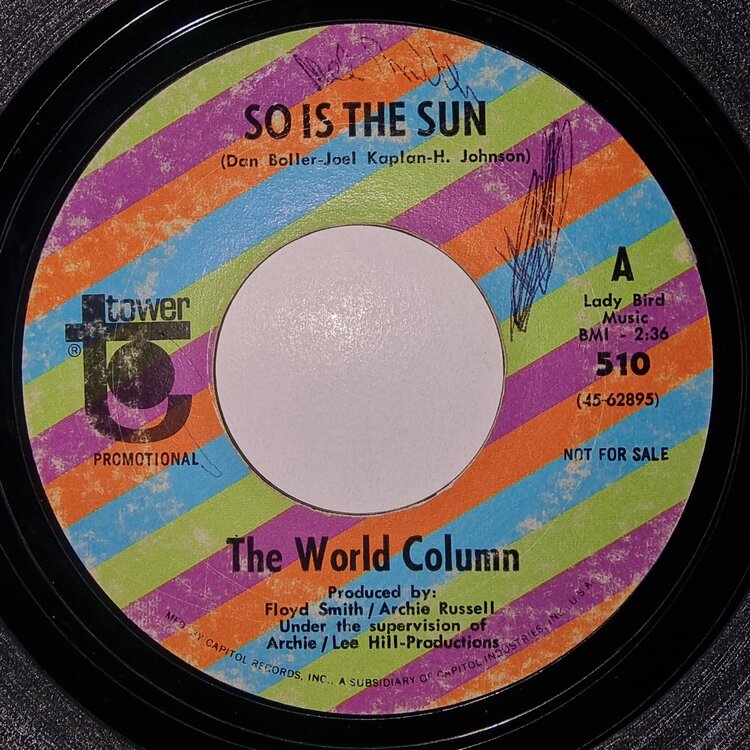 SO IS THE SUN
(Dan Boller-Joel Kaplan-H. Johnson)
A
Lady Bird
Music
BMI - 2:36
510
(45-62895)
NOT FOR SALE
tower
®
PROMOTIONAL
The World Column
Produced by:
Floyd Smith / Archie Russell
Under the supervision of
Archie / Lee Hill-Productions
MFD. BY CAPITOL RECORDS, INC., A SUBSIDIARY OF CAPITOL INDUSTRIES, INC. U.S.A.